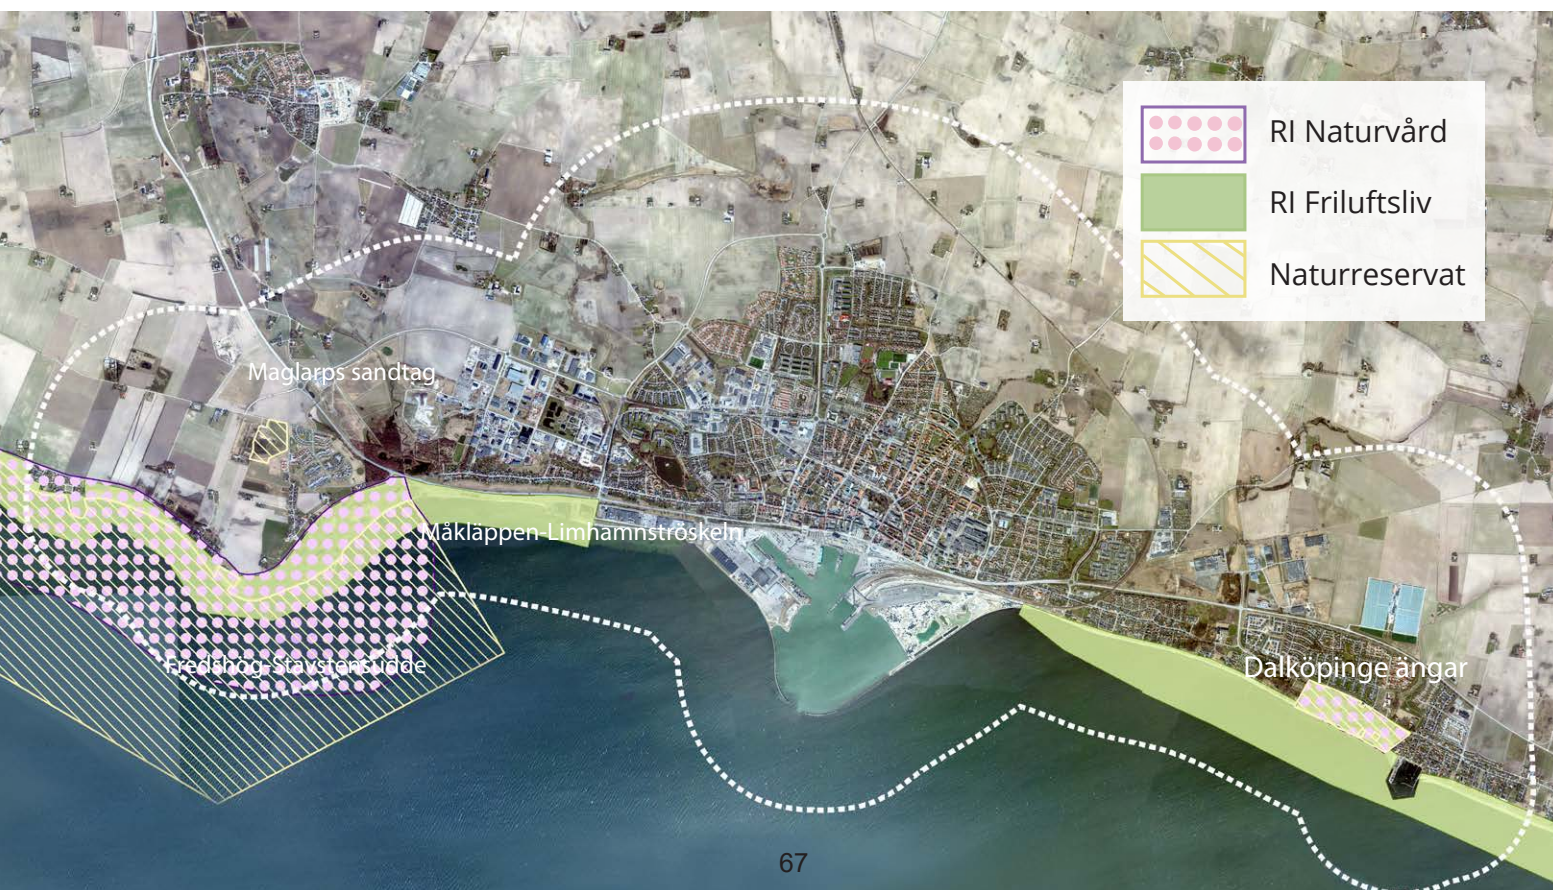 RI Naturvård
RI Friluftsliv
Naturreservat
Maglarps sandtag
Måkläppen-Limhamnströskeln
Fredshög-Stavstensudde
Dalköpinge ängar
67